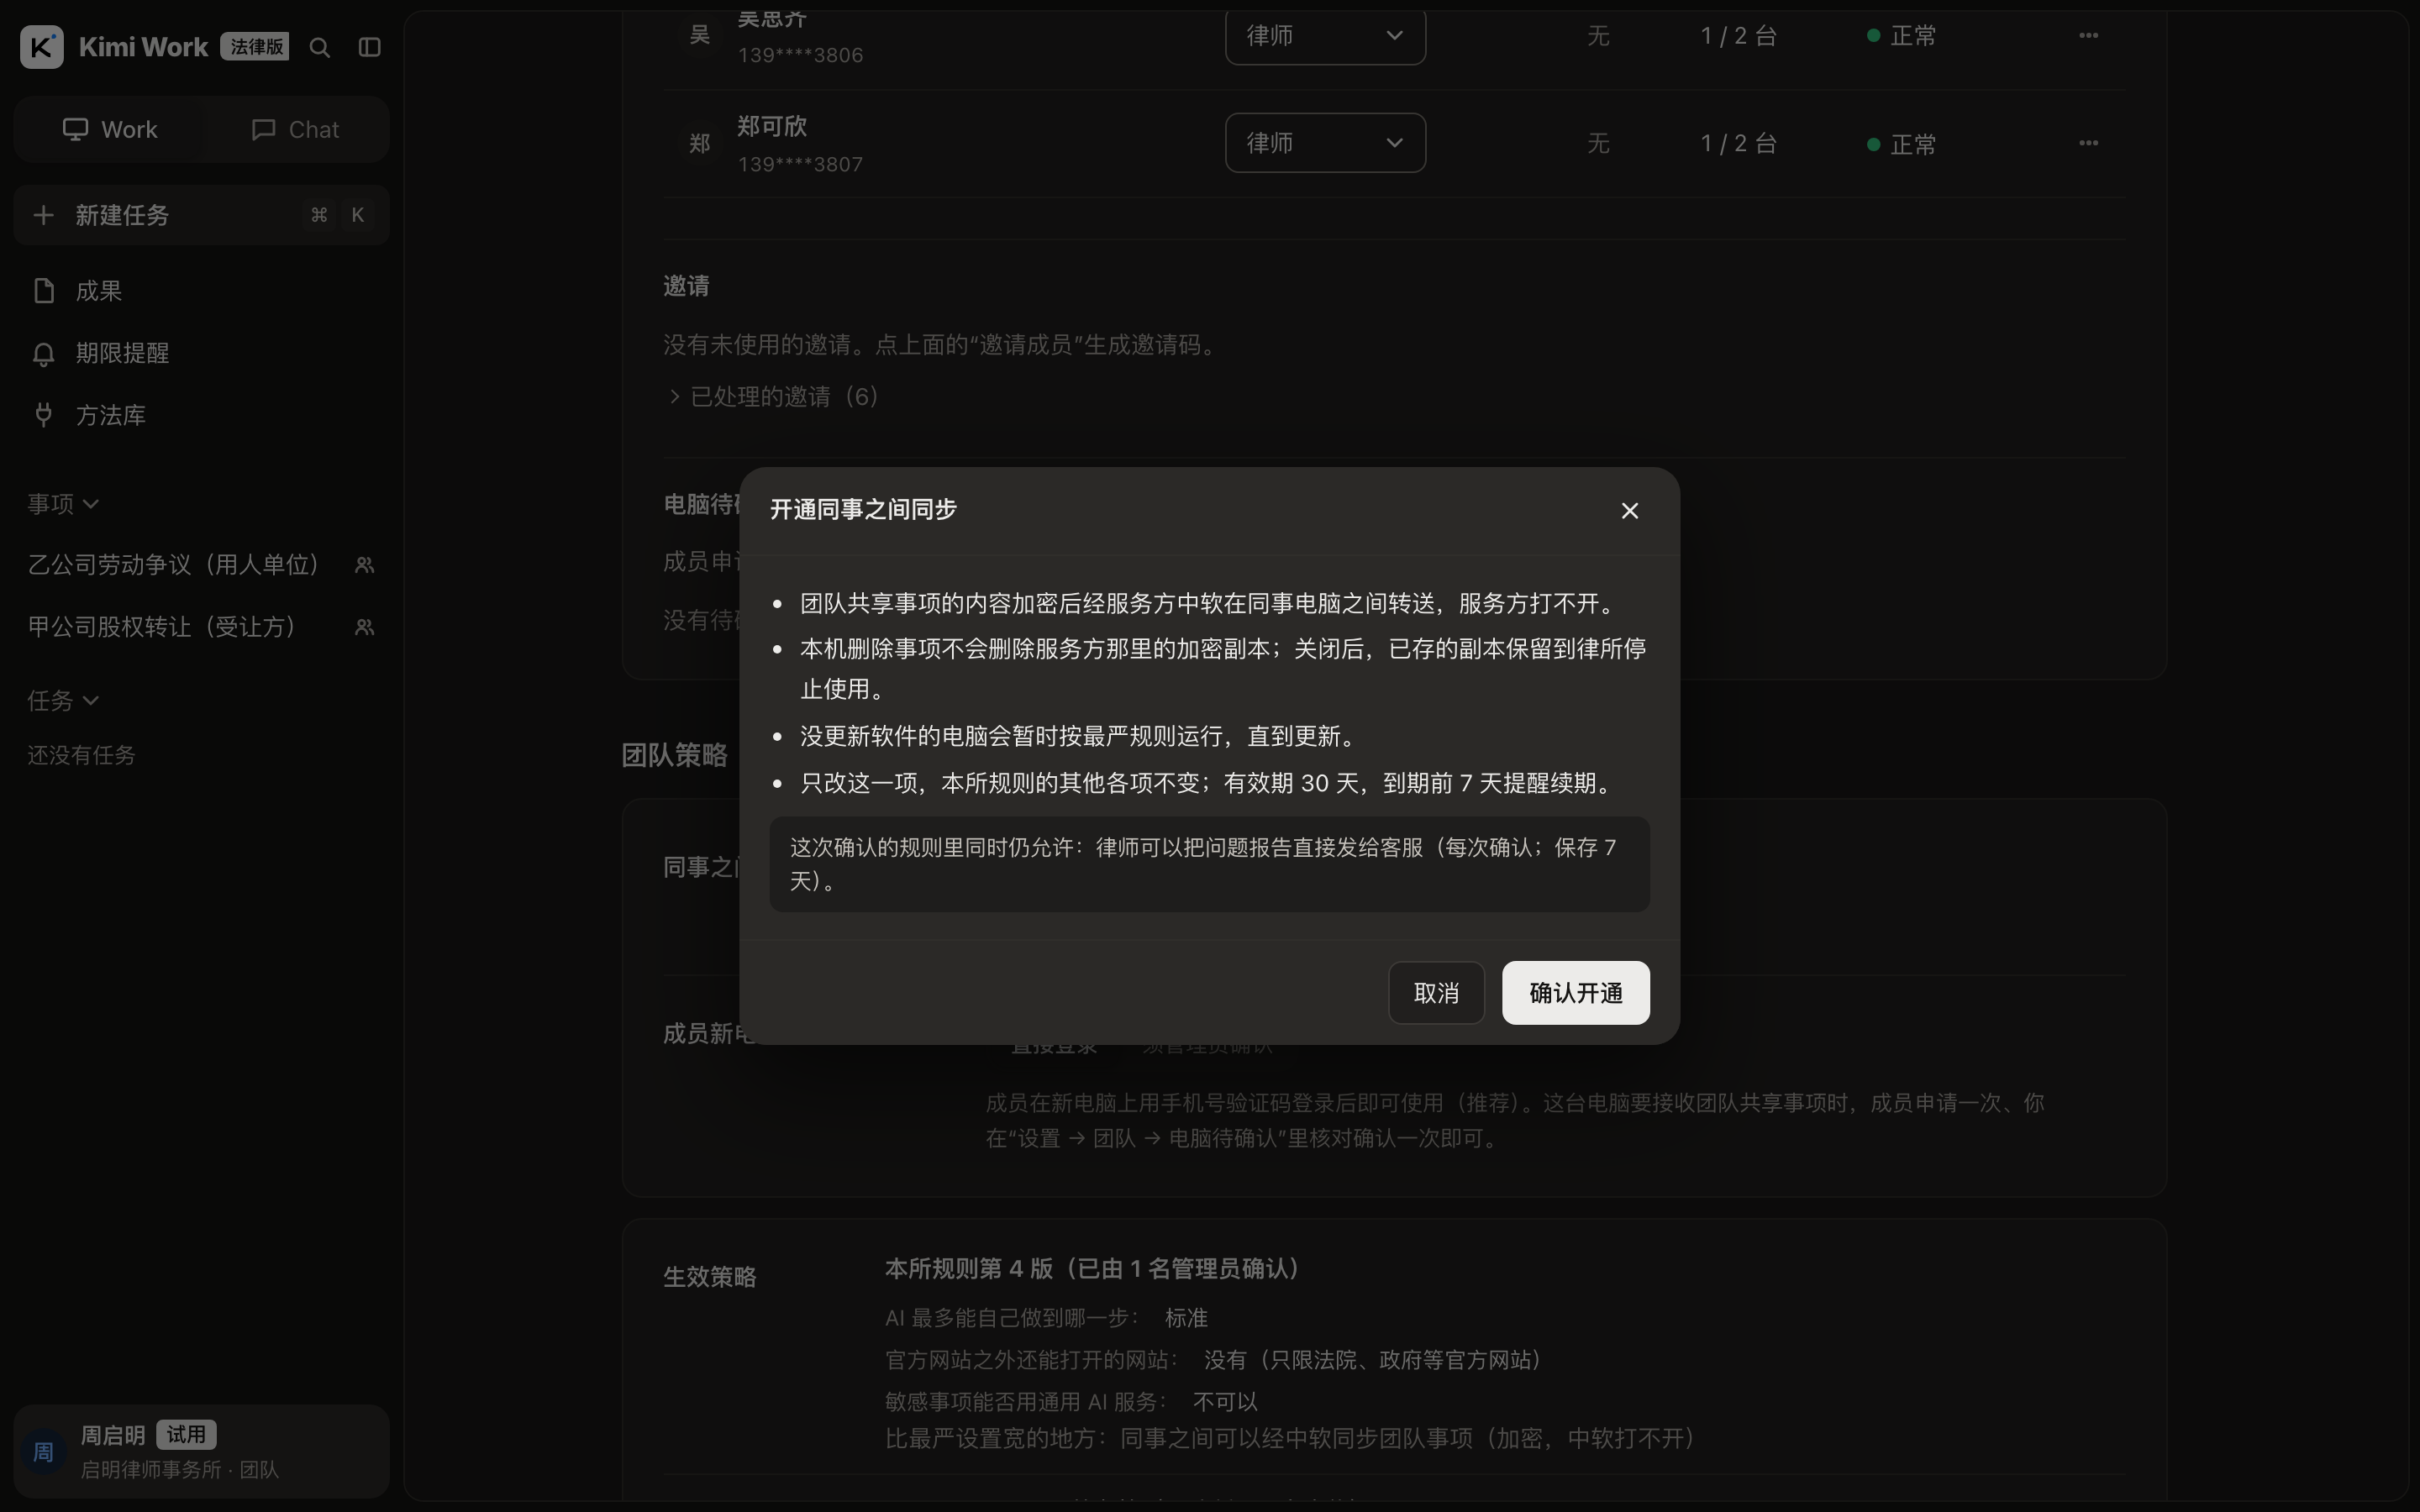 Kimi Work 法律版
Work
Chat
新建任务 ⌘ K
成果
期限提醒
方法库
事项
乙公司劳动争议（用人单位）
甲公司股权转让（受让方）
任务
还没有任务
周 周启明 试用
启明律师事务所 · 团队
吴 吴思齐
139****3806
律师 无 1 / 2 台 正常
郑 郑可欣
139****3807
律师 无 1 / 2 台 正常
邀请
没有未使用的邀请。点上面的“邀请成员”生成邀请码。
已处理的邀请（6）
电脑待
成员申
没有待
团队策略
同事之
成员新
开通同事之间同步
• 团队共享事项的内容加密后经服务方中软在同事电脑之间转送，服务方打不开。
• 本机删除事项不会删除服务方那里的加密副本；关闭后，已存的副本保留到律所停
止使用。
• 没更新软件的电脑会暂时按最严规则运行，直到更新。
• 只改这一项，本所规则的其他各项不变；有效期 30 天，到期前 7 天提醒续期。
这次确认的规则里同时仍允许：律师可以把问题报告直接发给客服（每次确认；保存 7
天）。
取消
确认开通
直接登录 须管理员确认
成员在新电脑上用手机号验证码登录后即可使用（推荐）。这台电脑要接收团队共享事项时，成员申请一次、你
在“设置 → 团队 → 电脑待确认”里核对确认一次即可。
生效策略
本所规则第 4 版（已由 1 名管理员确认）
AI 最多能自己做到哪一步： 标准
官方网站之外还能打开的网站： 没有（只限法院、政府等官方网站）
敏感事项能否用通用 AI 服务： 不可以
比最严设置宽的地方：同事之间可以经中软同步团队事项（加密，中软打不开）